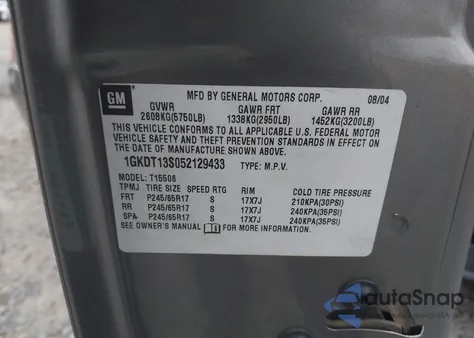 GM
MFD BY GENERAL MOTORS CORP. 08/04
GVWR GAWR FRT GAWR RR
2608KG(5750LB) 1338KG(2950LB) 1452KG(3200LB)
THIS VEHICLE CONFORMS TO ALL APPLICABLE U.S. FEDERAL MOTOR
VEHICLE SAFETY AND THEFT PREVENTION STANDARDS IN EFFECT
ON THE DATE OF MANUFACTURE SHOWN ABOVE.
1GKDT13S052129433 TYPE: M.P.V.
MODEL: T15506
TPMJ TIRE SIZE SPEED RTG RIM COLD TIRE PRESSURE
FRT P245/65R17 S 17X7J 210KPA(30PSI)
RR P245/65R17 S 17X7J 240KPA(35PSI)
SPA P245/65R17 S 17X7J 240KPA(35PSI)
SEE OWNER'S MANUAL FOR MORE INFORMATION.
autaSnap